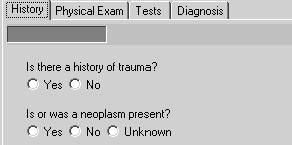 History Physical Exam Tests Diagnosis
Is there a history of trauma?
Yes No
Is or was a neoplasm present?
Yes No Unknown